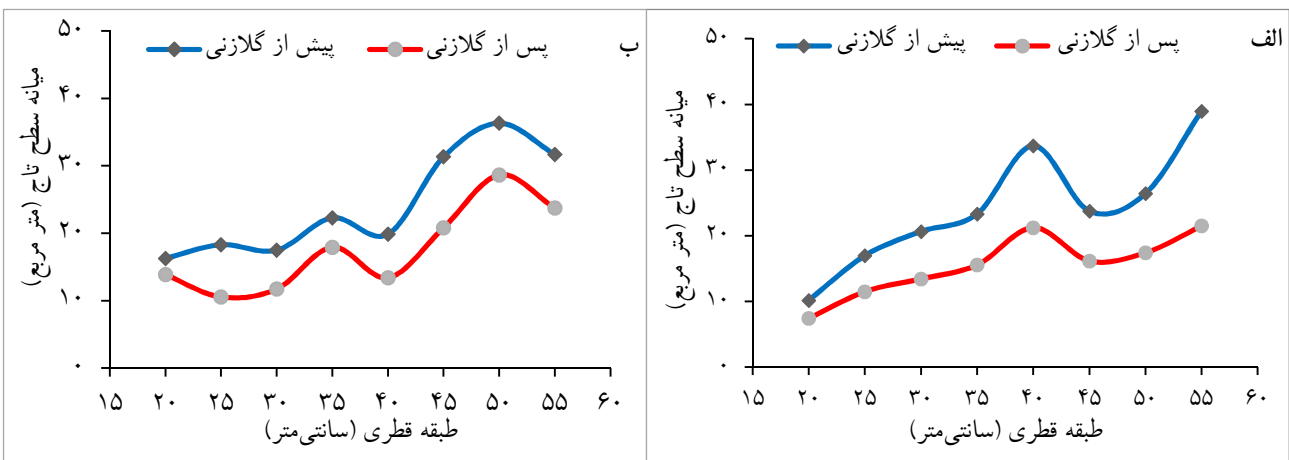 الف
پیش از گلازنی
پس از گلازنی
میانه سطح تاج (متر مربع)
۵۰
۴۰
۳۰
۲۰
۱۰
۰
۱۵ ۲۰ ۲۵ ۳۰ ۳۵ ۴۰ ۴۵ ۵۰ ۵۵ ۶۰
طبقه قطری (سانتی‌متر)
ب
پیش از گلازنی
پس از گلازنی
میانه سطح تاج (متر مربع)
۵۰
۴۰
۳۰
۲۰
۱۰
۰
۱۵ ۲۰ ۲۵ ۳۰ ۳۵ ۴۰ ۴۵ ۵۰ ۵۵ ۶۰
طبقه قطری (سانتی‌متر)